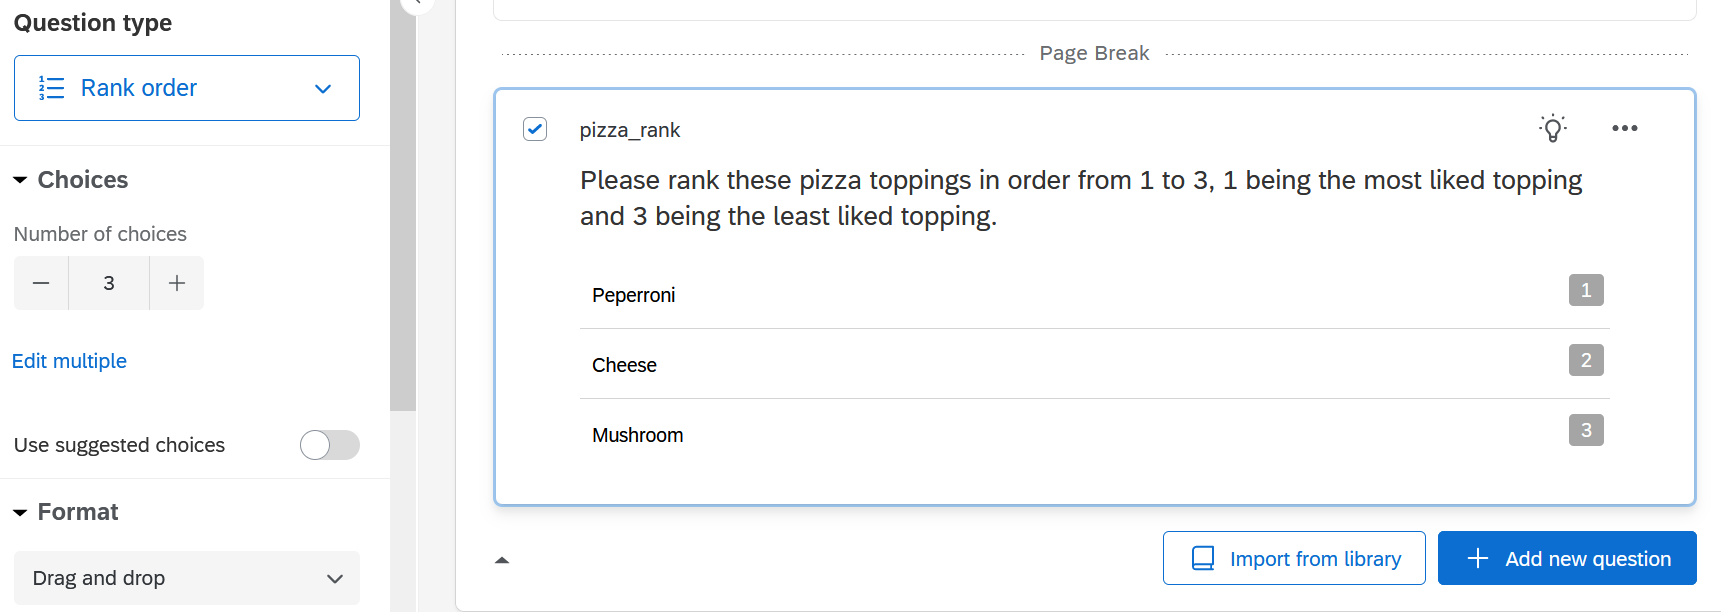 Question type
Rank order
Choices
Number of choices
3
Edit multiple
Use suggested choices
Format
Drag and drop
Page Break
pizza_rank
Please rank these pizza toppings in order from 1 to 3, 1 being the most liked topping
and 3 being the least liked topping.
Peperroni 1
Cheese 2
Mushroom 3
Import from library
Add new question